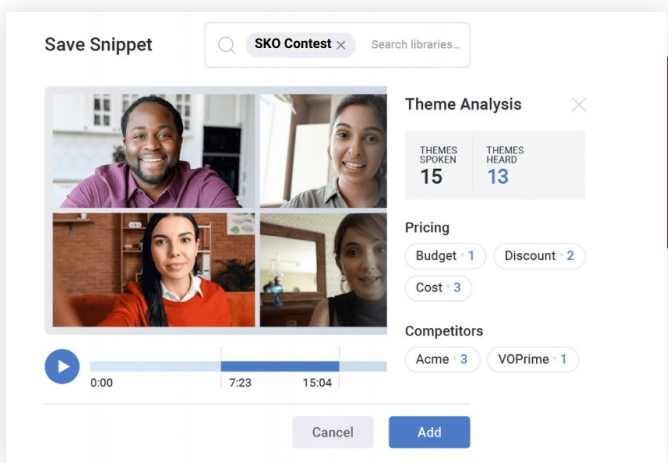 Save Snippet
SKO Contest ×
Search libraries...
Theme Analysis
THEMES SPOKEN
15
THEMES HEARD
13
Pricing
Budget · 1
Discount · 2
Cost · 3
Competitors
Acme · 3
VOPrime · 1
0:00
7:23
15:04
Cancel
Add